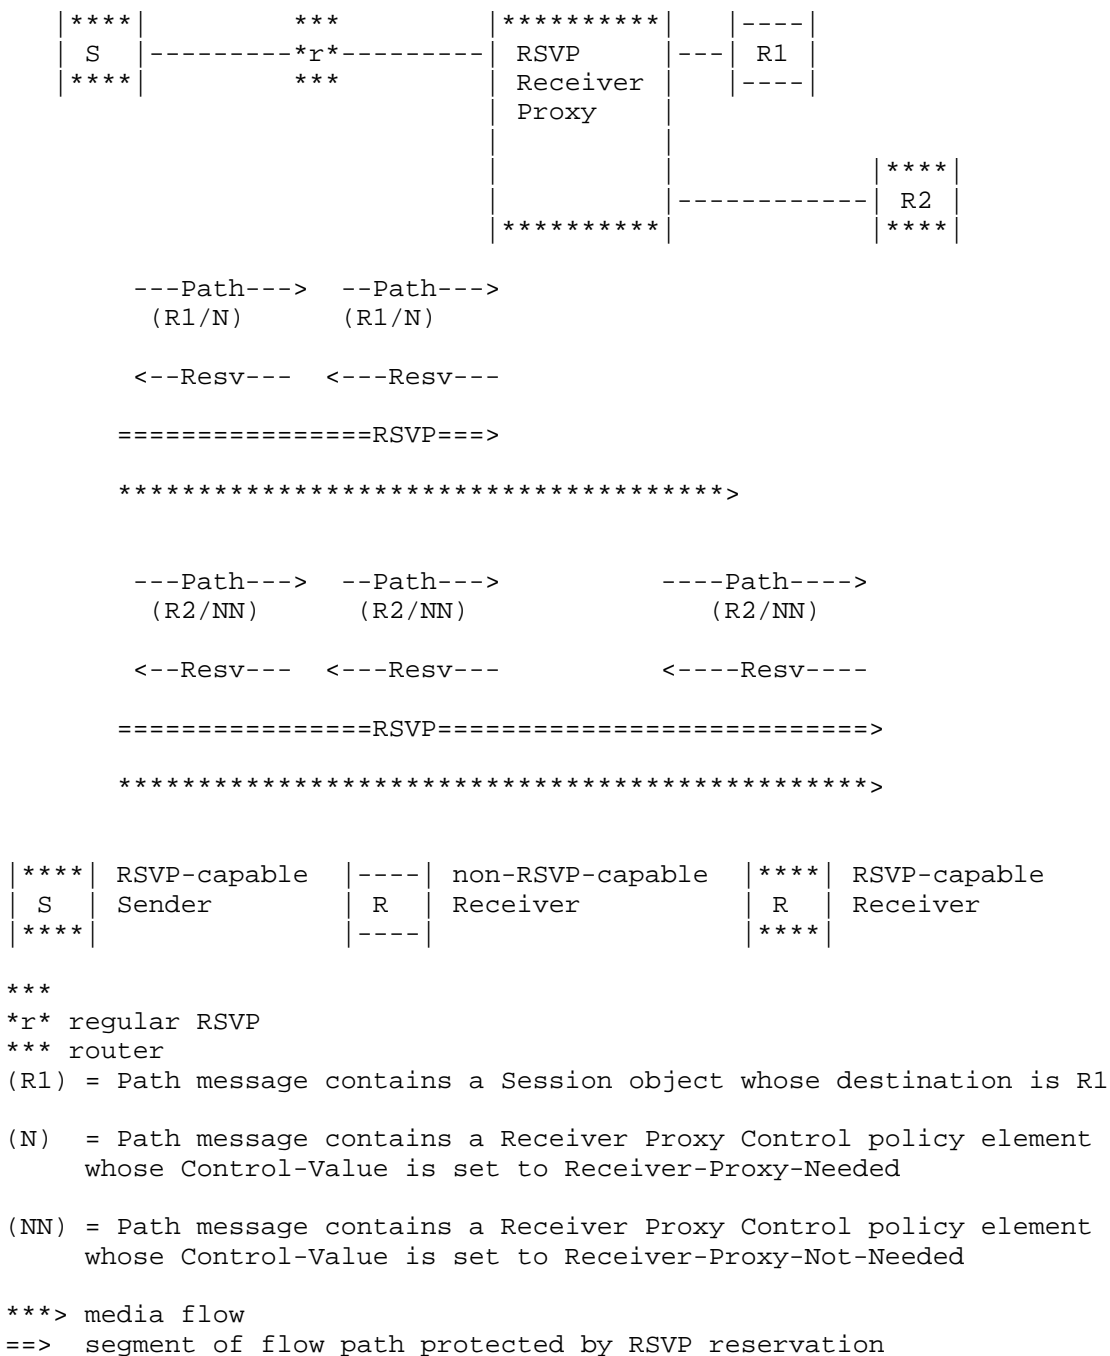 |****|         ***         |**********|   |----|
| S  |---------*r*---------| RSVP     |---| R1 |
|****|         ***         | Receiver |   |----|
                           | Proxy    |
                           |          |
                           |          |            |****|
                           |          |------------| R2 |
                           |**********|            |****|
---Path--->  --Path--->
(R1/N)      (R1/N)
<--Resv---  <---Resv---
================RSVP===>
**************************************>
---Path--->  --Path--->          ----Path---->
(R2/NN)      (R2/NN)               (R2/NN)
<--Resv---  <---Resv---          <----Resv----
================RSVP===========================>
***********************************************>
|****| RSVP-capable  |----| non-RSVP-capable  |****| RSVP-capable
| S  | Sender        | R  | Receiver          | R  | Receiver
|****|               |----|                   |****|
***
*r* regular RSVP
*** router
(R1) = Path message contains a Session object whose destination is R1
(N)  = Path message contains a Receiver Proxy Control policy element
whose Control-Value is set to Receiver-Proxy-Needed
(NN) = Path message contains a Receiver Proxy Control policy element
whose Control-Value is set to Receiver-Proxy-Not-Needed
***> media flow
==>  segment of flow path protected by RSVP reservation